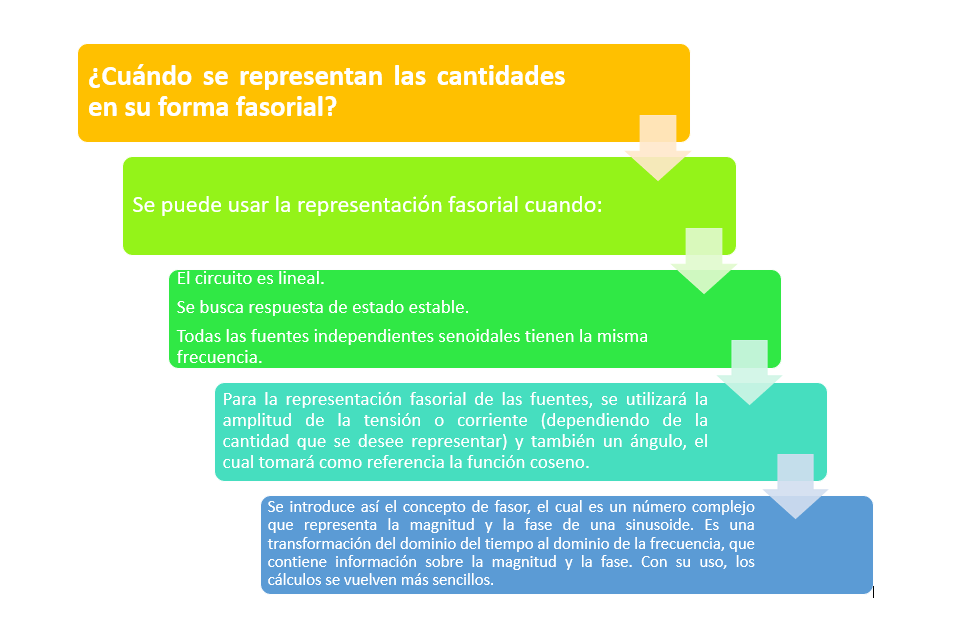 ¿Cuándo se representan las cantidades
en su forma fasorial?
Se puede usar la representación fasorial cuando:
El circuito es lineal.
Se busca respuesta de estado estable.
Todas las fuentes independientes senoidales tienen la misma
frecuencia.
Para la representación fasorial de las fuentes, se utilizará la
amplitud de la tensión o corriente (dependiendo de la
cantidad que se desee representar) y también un ángulo, el
cual tomará como referencia la función coseno.
Se introduce así el concepto de fasor, el cual es un número complejo
que representa la magnitud y la fase de una sinusoide. Es una
transformación del dominio del tiempo al dominio de la frecuencia, que
contiene información sobre la magnitud y la fase. Con su uso, los
cálculos se vuelven más sencillos.